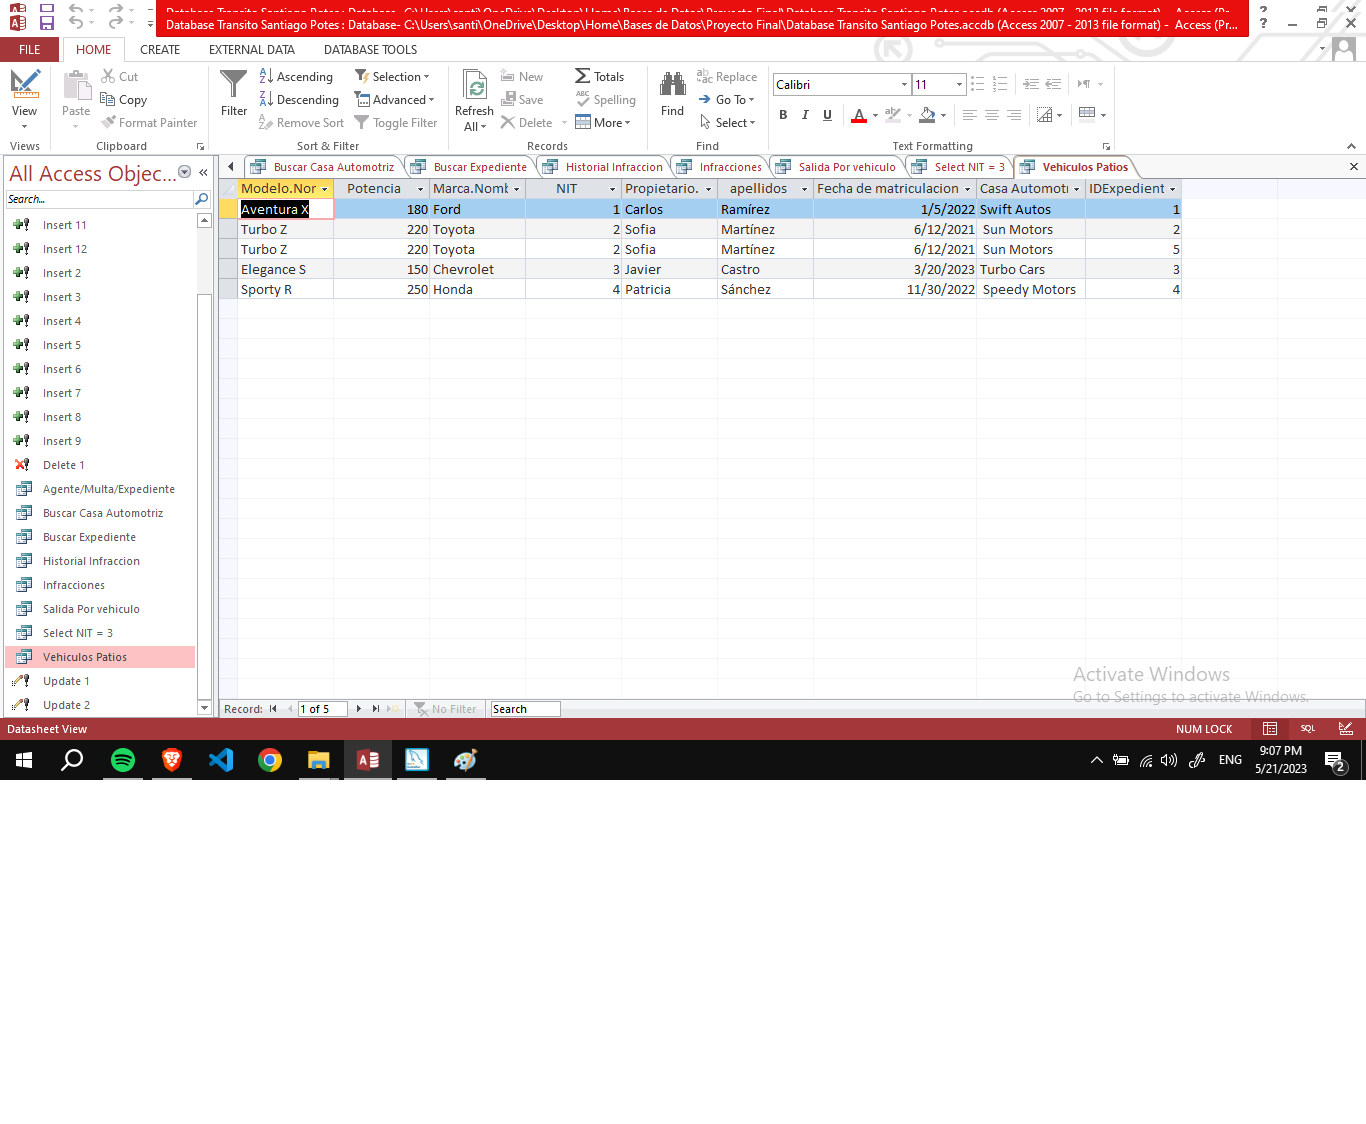 Database Transito Santiago Potes : Database- C:\Users\santi\OneDrive\Desktop\Home\Bases de Datos\Proyecto Final\Database Transito Santiago Potes.accdb (Access 2007 - 2013 file format) - Access (Pr...
FILE HOME CREATE EXTERNAL DATA DATABASE TOOLS
View
Views
Paste
Cut
Copy
Format Painter
Clipboard
Filter
Ascending
Descending
Remove Sort
Selection
Advanced
Toggle Filter
Sort & Filter
Refresh
All
New
Save
Delete
Totals
Spelling
More
Records
Find
Replace
Go To
Select
Find
Calibri 11
B I U A ab
Text Formatting
All Access Objec...
Search...
Insert 11
Insert 12
Insert 2
Insert 3
Insert 4
Insert 5
Insert 6
Insert 7
Insert 8
Insert 9
Delete 1
Agente/Multa/Expediente
Buscar Casa Automotriz
Buscar Expediente
Historial Infraccion
Infracciones
Salida Por vehiculo
Select NIT = 3
Vehiculos Patios
Update 1
Update 2
Buscar Casa Automotriz Buscar Expediente Historial Infraccion Infracciones Salida Por vehiculo Select NIT = 3 Vehiculos Patios
Modelo.Nor Potencia Marca.Noml NIT Propietario. apellidos Fecha de matriculacion Casa Automotr IDExpedient
Aventura X 180 Ford 1 Carlos Ramírez 1/5/2022 Swift Autos 1
Turbo Z 220 Toyota 2 Sofia Martínez 6/12/2021 Sun Motors 2
Turbo Z 220 Toyota 2 Sofia Martínez 6/12/2021 Sun Motors 5
Elegance S 150 Chevrolet 3 Javier Castro 3/20/2023 Turbo Cars 3
Sporty R 250 Honda 4 Patricia Sánchez 11/30/2022 Speedy Motors 4
Activate Windows
Go to Settings to activate Windows.
Record: 1 of 5 No Filter Search
Datasheet View NUM LOCK SQL
ENG 9:07 PM
5/21/2023 2